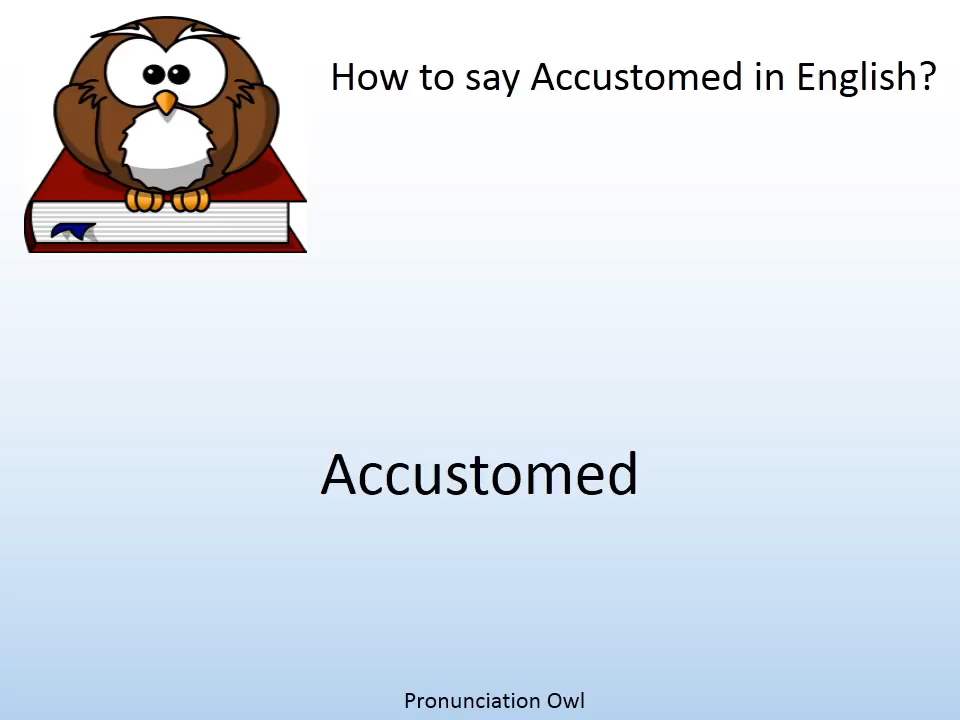 How to say Accustomed in English?
Accustomed
Pronunciation Owl